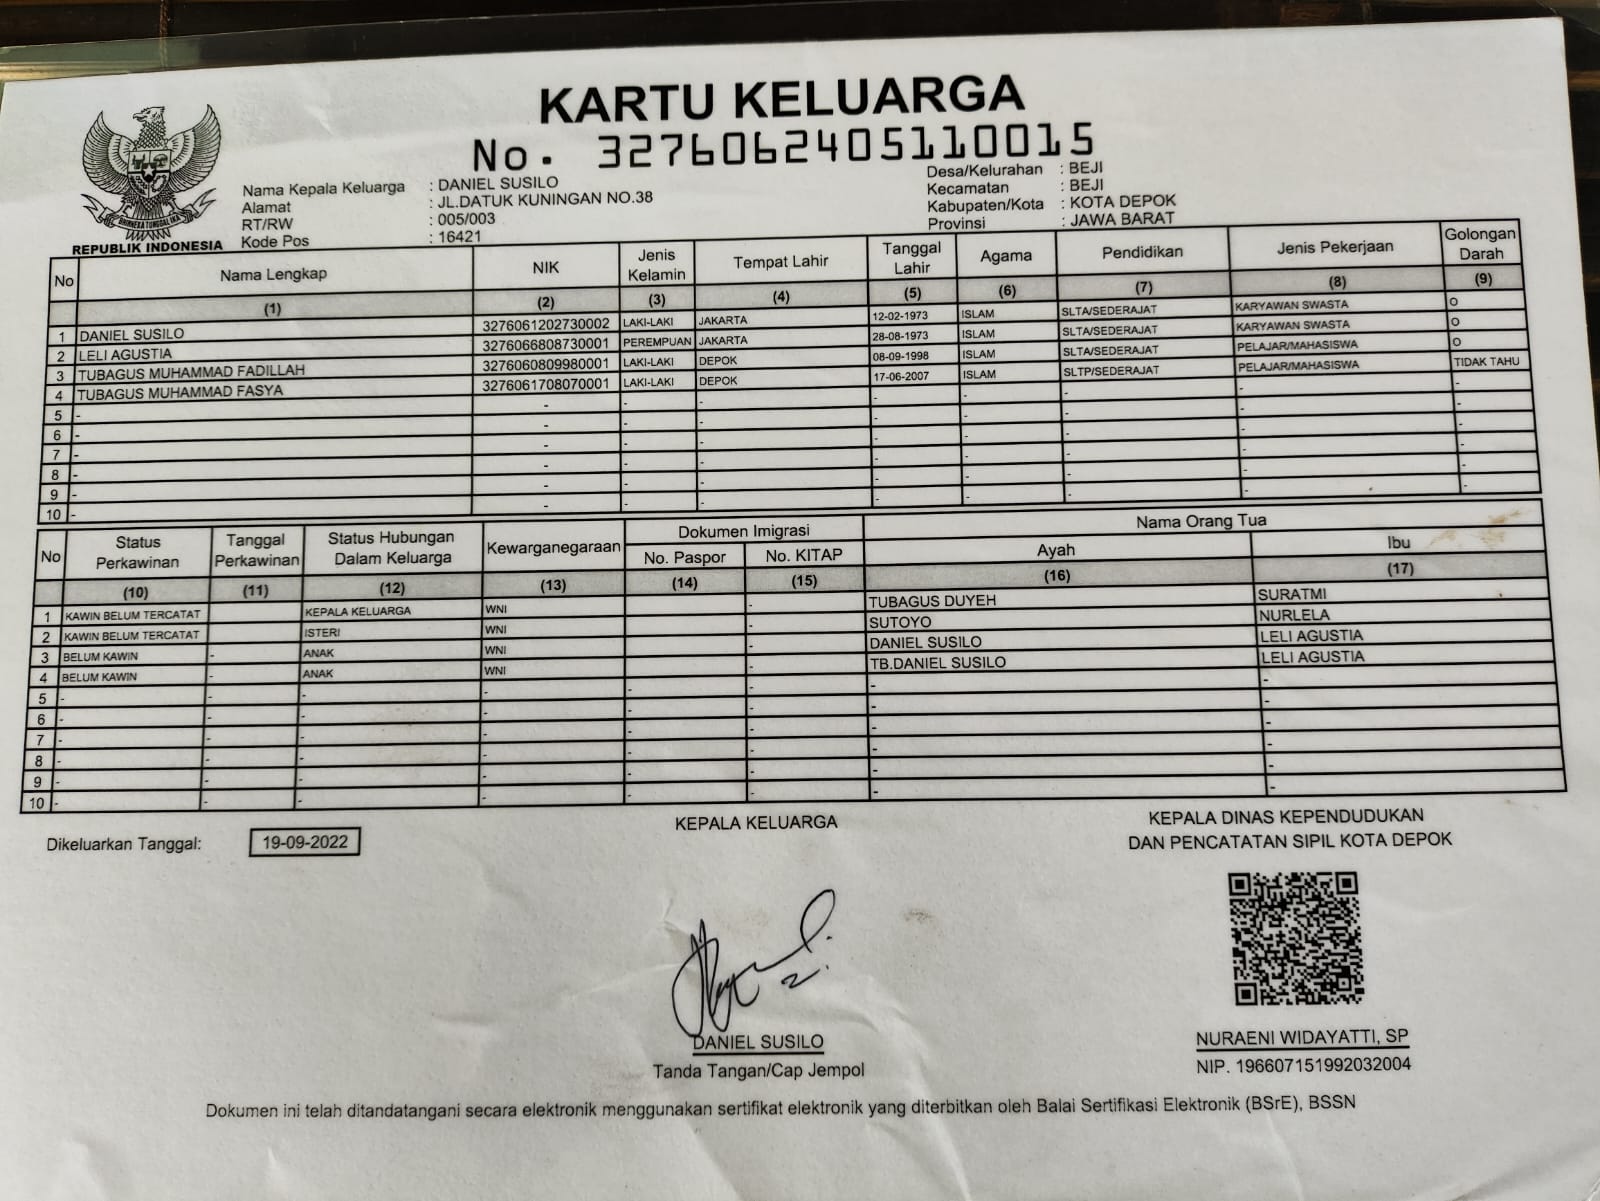 KARTU KELUARGA
No. 3276062405110015
Nama Kepala Keluarga : DANIEL SUSILO
Alamat : JL.DATUK KUNINGAN NO.38
RT/RW : 005/003
Kode Pos : 16421
Desa/Kelurahan : BEJI
Kecamatan : BEJI
Kabupaten/Kota : KOTA DEPOK
Provinsi : JAWA BARAT
BHINNEKA TUNGGAL IKA
REPUBLIK INDONESIA
No Nama Lengkap NIK Jenis Kelamin Tempat Lahir Tanggal Lahir Agama Pendidikan Jenis Pekerjaan Golongan Darah
(1) (2) (3) (4) (5) (6) (7) (8) (9)
1 DANIEL SUSILO 3276061202730002 LAKI-LAKI JAKARTA 12-02-1973 ISLAM SLTA/SEDERAJAT KARYAWAN SWASTA O
2 LELI AGUSTIA 3276066808730001 PEREMPUAN JAKARTA 28-08-1973 ISLAM SLTA/SEDERAJAT KARYAWAN SWASTA O
3 TUBAGUS MUHAMMAD FADILLAH 3276060809980001 LAKI-LAKI DEPOK 08-09-1998 ISLAM SLTA/SEDERAJAT PELAJAR/MAHASISWA O
4 TUBAGUS MUHAMMAD FASYA 3276061708070001 LAKI-LAKI DEPOK 17-06-2007 ISLAM SLTP/SEDERAJAT PELAJAR/MAHASISWA TIDAK TAHU
5 - - - - - - - - -
6 - - - - - - - - -
7 - - - - - - - - -
8 - - - - - - - - -
9 - - - - - - - - -
10 - - - - - - - - -
No Status Perkawinan Tanggal Perkawinan Status Hubungan Dalam Keluarga Kewarganegaraan Dokumen Imigrasi Nama Orang Tua
No. Paspor No. KITAP Ayah Ibu
(10) (11) (12) (13) (14) (15) (16) (17)
1 KAWIN BELUM TERCATAT KEPALA KELUARGA WNI - TUBAGUS DUYEH SURATMI
2 KAWIN BELUM TERCATAT ISTERI WNI - SUTOYO NURLELA
3 BELUM KAWIN - ANAK WNI - DANIEL SUSILO LELI AGUSTIA
4 BELUM KAWIN - ANAK WNI - TB.DANIEL SUSILO LELI AGUSTIA
5 - - - - - - - -
6 - - - - - - - -
7 - - - - - - - -
8 - - - - - - - -
9 - - - - - - - -
10 - - - - - - - -
Dikeluarkan Tanggal: 19-09-2022
KEPALA KELUARGA
DANIEL SUSILO
Tanda Tangan/Cap Jempol
KEPALA DINAS KEPENDUDUKAN
DAN PENCATATAN SIPIL KOTA DEPOK
NURAENI WIDAYATTI, SP
NIP. 196607151992032004
Dokumen ini telah ditandatangani secara elektronik menggunakan sertifikat elektronik yang diterbitkan oleh Balai Sertifikasi Elektronik (BSrE), BSSN